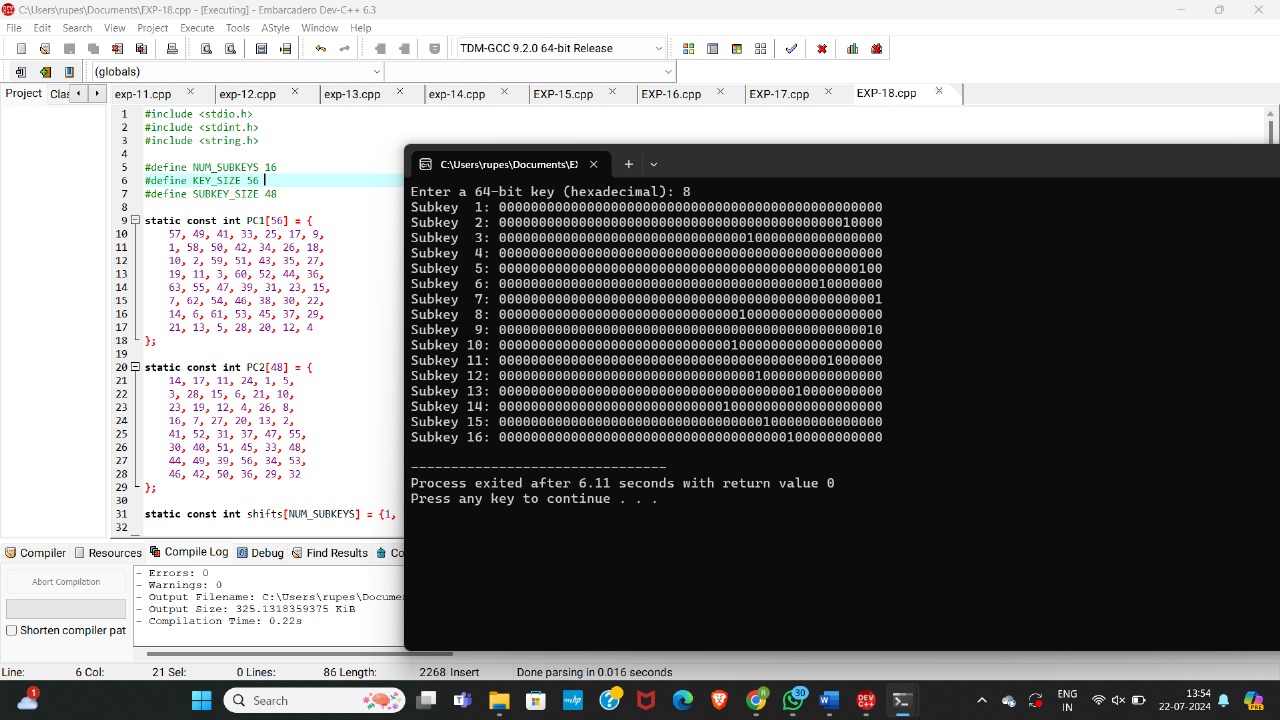 C:\Users\rupes\Documents\EXP-18.cpp - [Executing] - Embarcadero Dev-C++ 6.3
File Edit Search View Project Execute Tools AStyle Window Help
TDM-GCC 9.2.0 64-bit Release
(globals)
Project Clas exp-11.cpp exp-12.cpp exp-13.cpp exp-14.cpp EXP-15.cpp EXP-16.cpp EXP-17.cpp EXP-18.cpp
1 #include <stdio.h>
2 #include <stdint.h>
3 #include <string.h>
4
5 #define NUM_SUBKEYS 16
6 #define KEY_SIZE 56
7 #define SUBKEY_SIZE 48
8
9 static const int PC1[56] = {
10 57, 49, 41, 33, 25, 17, 9,
11 1, 58, 50, 42, 34, 26, 18,
12 10, 2, 59, 51, 43, 35, 27,
13 19, 11, 3, 60, 52, 44, 36,
14 63, 55, 47, 39, 31, 23, 15,
15 7, 62, 54, 46, 38, 30, 22,
16 14, 6, 61, 53, 45, 37, 29,
17 21, 13, 5, 28, 20, 12, 4
18 };
19
20 static const int PC2[48] = {
21 14, 17, 11, 24, 1, 5,
22 3, 28, 15, 6, 21, 10,
23 23, 19, 12, 4, 26, 8,
24 16, 7, 27, 20, 13, 2,
25 41, 52, 31, 37, 47, 55,
26 30, 40, 51, 45, 33, 48,
27 44, 49, 39, 56, 34, 53,
28 46, 42, 50, 36, 29, 32
29 };
30
31 static const int shifts[NUM_SUBKEYS] = {1,
32
C:\Users\rupes\Documents\EX
Enter a 64-bit key (hexadecimal): 8
Subkey 1: 000000000000000000000000000000000000000000000000
Subkey 2: 000000000000000000000000000000000000000000010000
Subkey 3: 000000000000000000000000000000010000000000000000
Subkey 4: 000000000000000000000000000000000000000000000000
Subkey 5: 000000000000000000000000000000000000000000000100
Subkey 6: 000000000000000000000000000000000000000010000000
Subkey 7: 000000000000000000000000000000000000000000000001
Subkey 8: 000000000000000000000000000000100000000000000000
Subkey 9: 000000000000000000000000000000000000000000000010
Subkey 10: 000000000000000000000000000001000000000000000000
Subkey 11: 000000000000000000000000000000000000000001000000
Subkey 12: 000000000000000000000000000000001000000000000000
Subkey 13: 000000000000000000000000000000000000010000000000
Subkey 14: 000000000000000000000000000010000000000000000000
Subkey 15: 000000000000000000000000000000000100000000000000
Subkey 16: 000000000000000000000000000000000000100000000000
--------------------------------
Process exited after 6.11 seconds with return value 0
Press any key to continue . . .
Compiler Resources Compile Log Debug Find Results Co
Abort Compilation
Shorten compiler pat
- Errors: 0
- Warnings: 0
- Output Filename: C:\Users\rupes\Documen
- Output Size: 325.1318359375 KiB
- Compilation Time: 0.22s
Line: 6 Col: 21 Sel: 0 Lines: 86 Length: 2268 Insert Done parsing in 0.016 seconds
1
Search
30
ENG
IN
13:54
22-07-2024